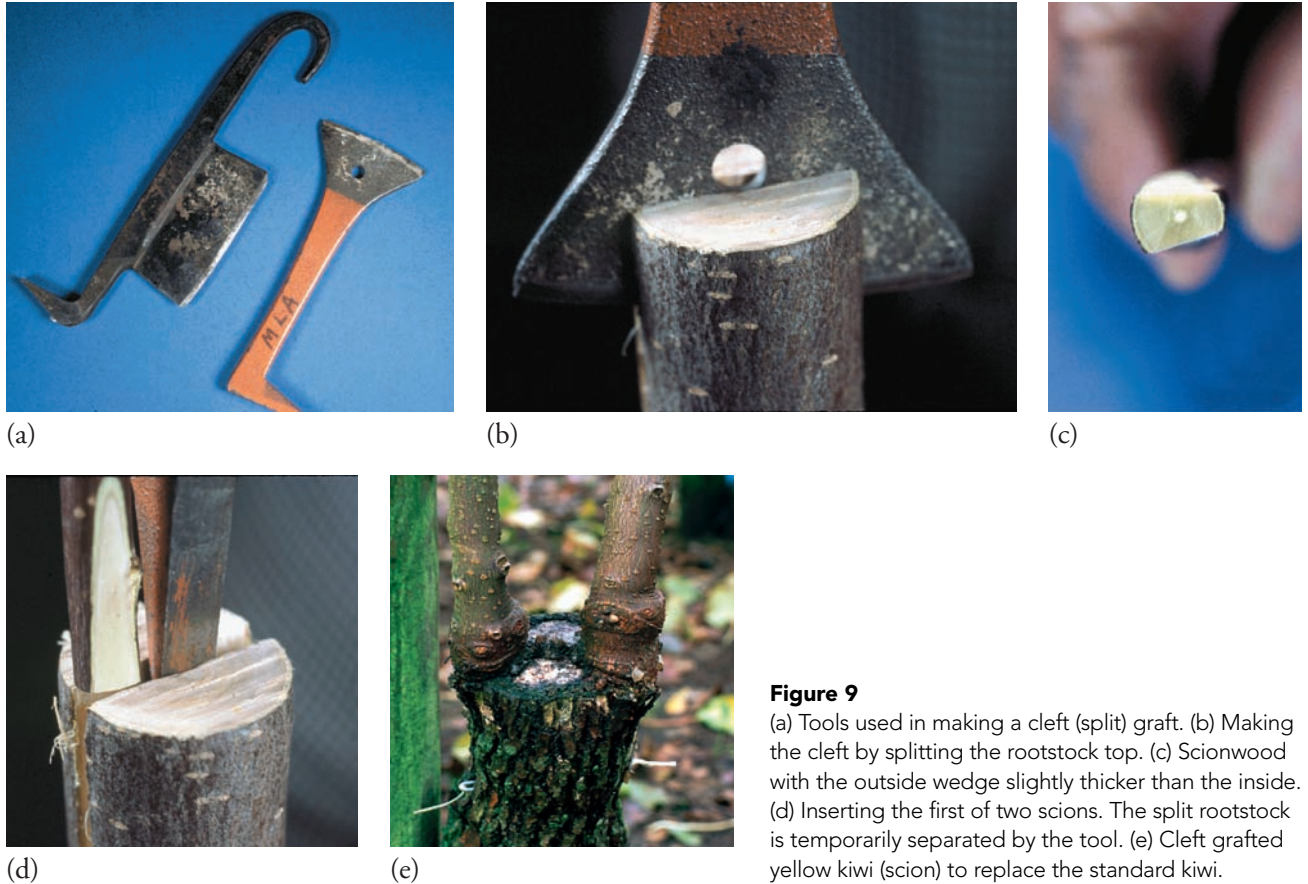 MLA
(a)
(b)
(c)
(d)
(e)
Figure 9
(a) Tools used in making a cleft (split) graft. (b) Making
the cleft by splitting the rootstock top. (c) Scionwood
with the outside wedge slightly thicker than the inside.
(d) Inserting the first of two scions. The split rootstock
is temporarily separated by the tool. (e) Cleft grafted
yellow kiwi (scion) to replace the standard kiwi.